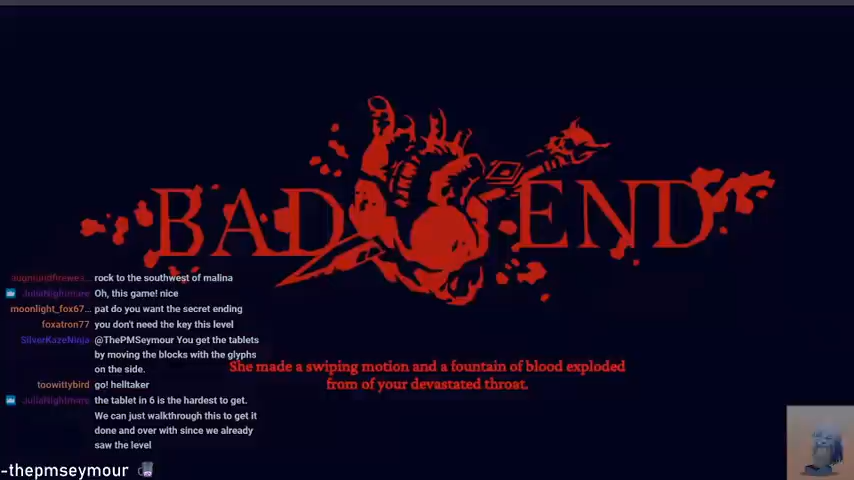 BAD END
rock to the southwest of malina
JuliaNightmare Oh, this game! nice
moonlight_fox67... pat do you want the secret ending
foxatron77 you don't need the key this level
SilverKazeNinja @ThePMSeymour You get the tablets
by moving the blocks with the glyphs
on the side.
She made a swiping motion and a fountain of blood exploded
from of your devastated throat.
toowittybird go! helltaker
JuliaNightmare the tablet in 6 is the hardest to get.
We can just walkthrough this to get it
done and over with since we already
saw the level
-thepmseymour